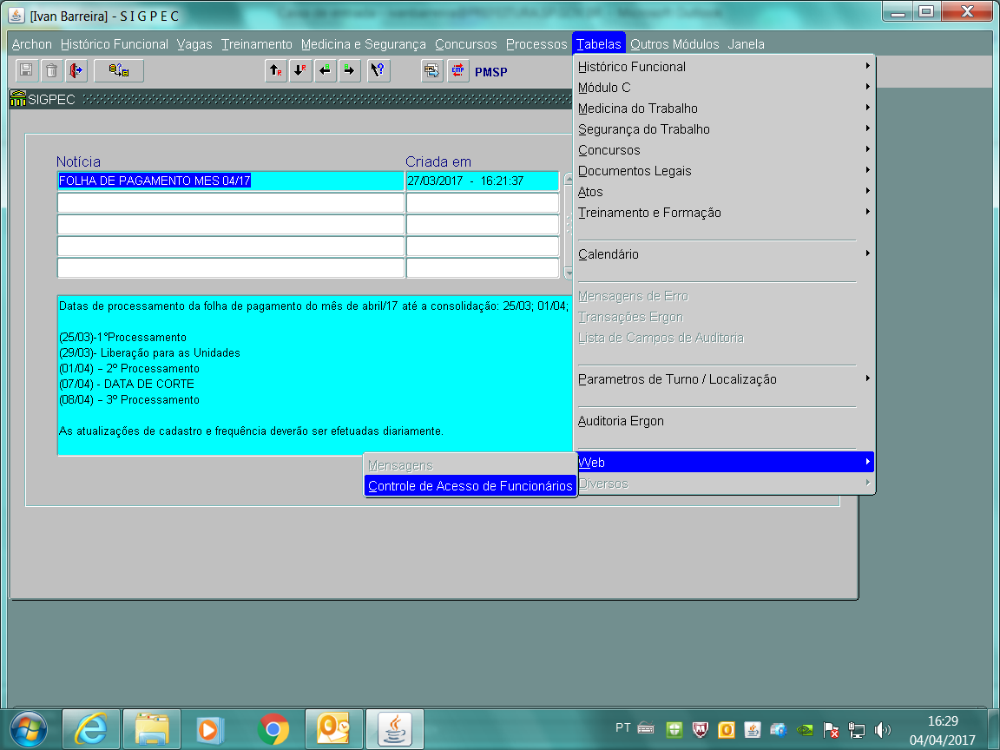 [Ivan Barreira] - S I G P E C
Archon Histórico Funcional Vagas Treinamento Medicina e Segurança Concursos Processos Tabelas Outros Módulos Janela
PMSP
SIGPEC
Notícia Criada em
FOLHA DE PAGAMENTO MES 04/17 27/03/2017 - 16:21:37
Datas de processamento da folha de pagamento do mês de abril/17 até a consolidação: 25/03; 01/04;
(25/03)-1°Processamento
(29/03)- Liberação para as Unidades
(01/04) – 2º Processamento
(07/04) - DATA DE CORTE
(08/04) – 3º Processamento
As atualizações de cadastro e frequência deverão ser efetuadas diariamente.
Histórico Funcional
Módulo C
Medicina do Trabalho
Segurança do Trabalho
Concursos
Documentos Legais
Atos
Treinamento e Formação
Calendário
Mensagens de Erro
Transações Ergon
Lista de Campos de Auditoria
Parametros de Turno / Localização
Auditoria Ergon
Web
Diversos
Mensagens
Controle de Acesso de Funcionários
PT
16:29
04/04/2017